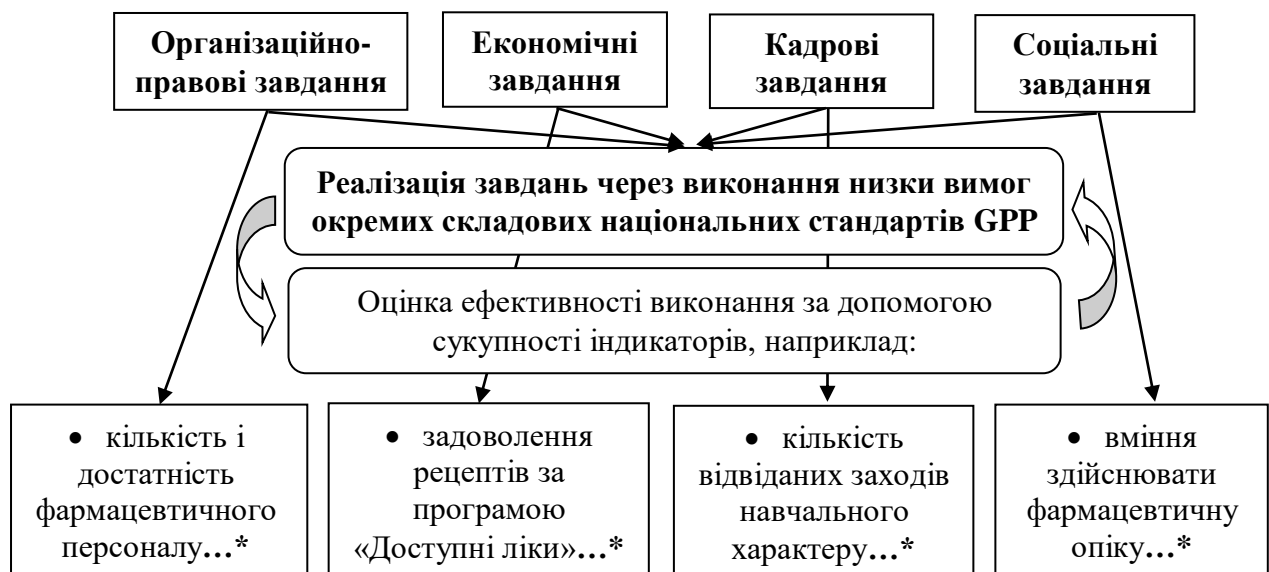 Організаційно-
правові завдання
Економічні
завдання
Кадрові
завдання
Соціальні
завдання
Реалізація завдань через виконання низки вимог
окремих складових національних стандартів GPP
Оцінка ефективності виконання за допомогою
сукупності індикаторів, наприклад:
• кількість і
достатність
фармацевтичного
персоналу…*
• задоволення
рецептів за
програмою
«Доступні ліки»…*
• кількість
відвіданих заходів
навчального
характеру…*
• вміння
здійснювати
фармацевтичну
опіку…*